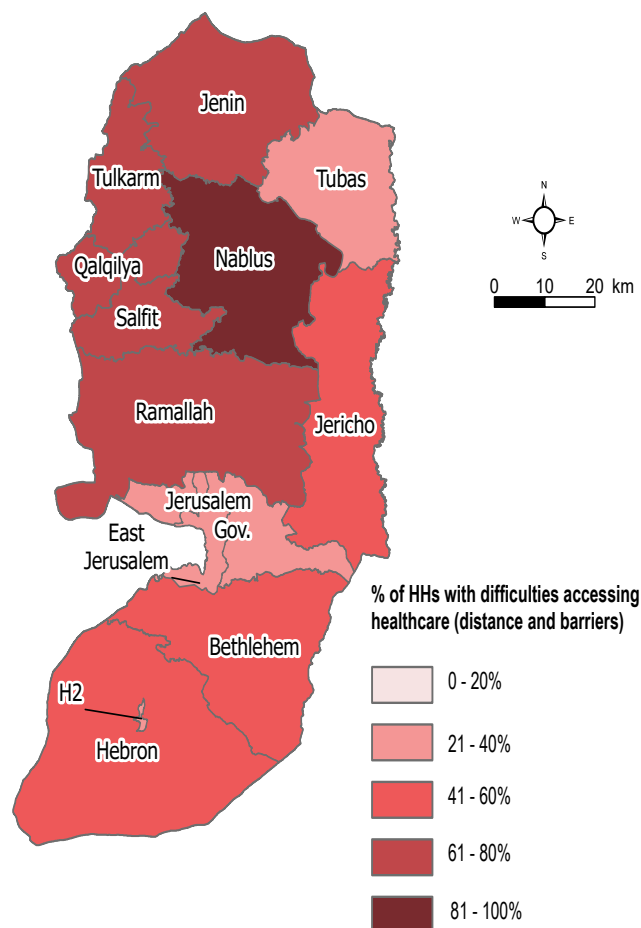 Jenin
Tulkarm
Tubas
N
W
E
S
Qalqilya
Nablus
0 10 20 km
Salfit
Ramallah
Jericho
Jerusalem
Gov.
East
Jerusalem
% of HHs with difficulties accessing
healthcare (distance and barriers)
Bethlehem
H2
Hebron
0 - 20%
21 - 40%
41 - 60%
61 - 80%
81 - 100%